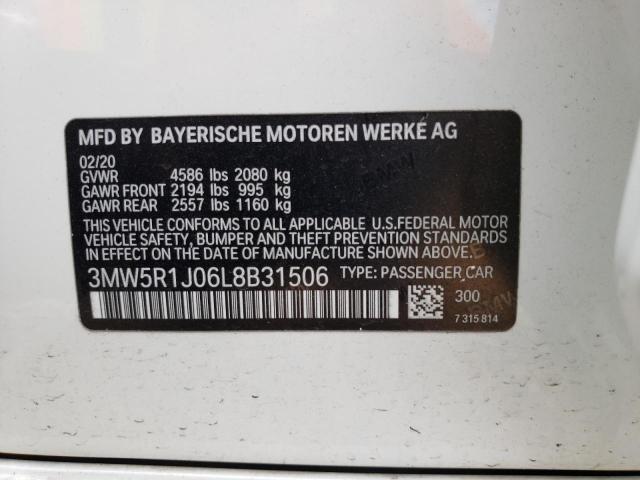 MFD BY BAYERISCHE MOTOREN WERKE AG
02/20
GVWR 4586 lbs 2080 kg
GAWR FRONT 2194 lbs 995 kg
GAWR REAR 2557 lbs 1160 kg
THIS VEHICLE CONFORMS TO ALL APPLICABLE U.S.FEDERAL MOTOR
VEHICLE SAFETY, BUMPER AND THEFT PREVENTION STANDARDS
IN EFFECT ON THE DATE OF MANUFACTURE SHOWN ABOVE.
3MW5R1J06L8B31506 TYPE: PASSENGER CAR
300
7 315 814